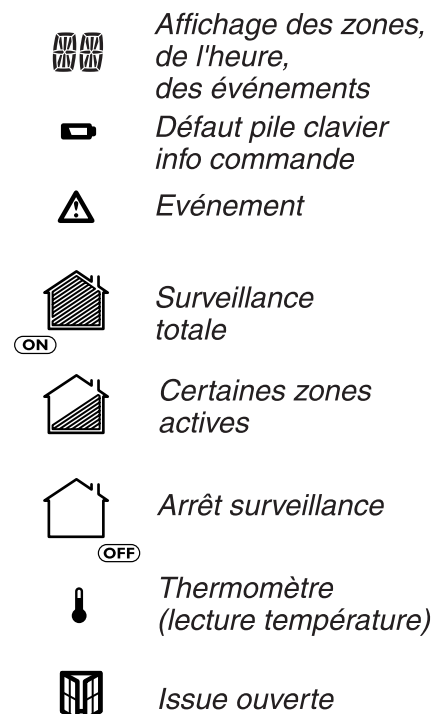 Affichage des zones,
de l'heure,
des événements
Défaut pile clavier
info commande
Evénement
Surveillance
totale
ON
Certaines zones
actives
Arrêt surveillance
OFF
Thermomètre
(lecture température)
Issue ouverte